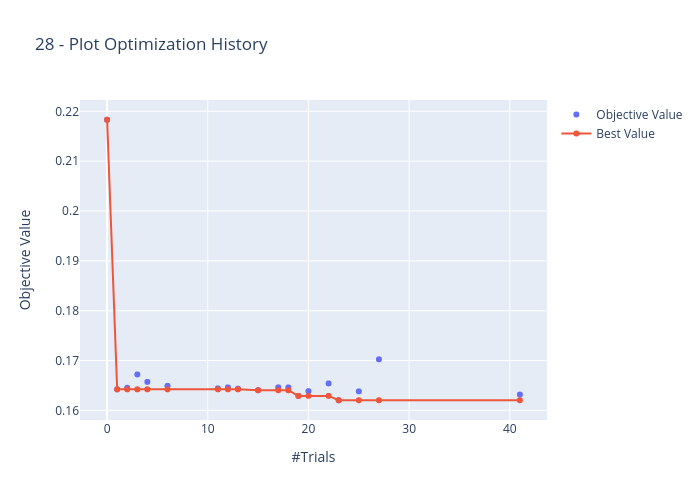 28 - Plot Optimization History
Objective Value
Best Value
0.22
0.21
0.2
0.19
0.18
0.17
0.16
Objective Value
0 10 20 30 40
#Trials